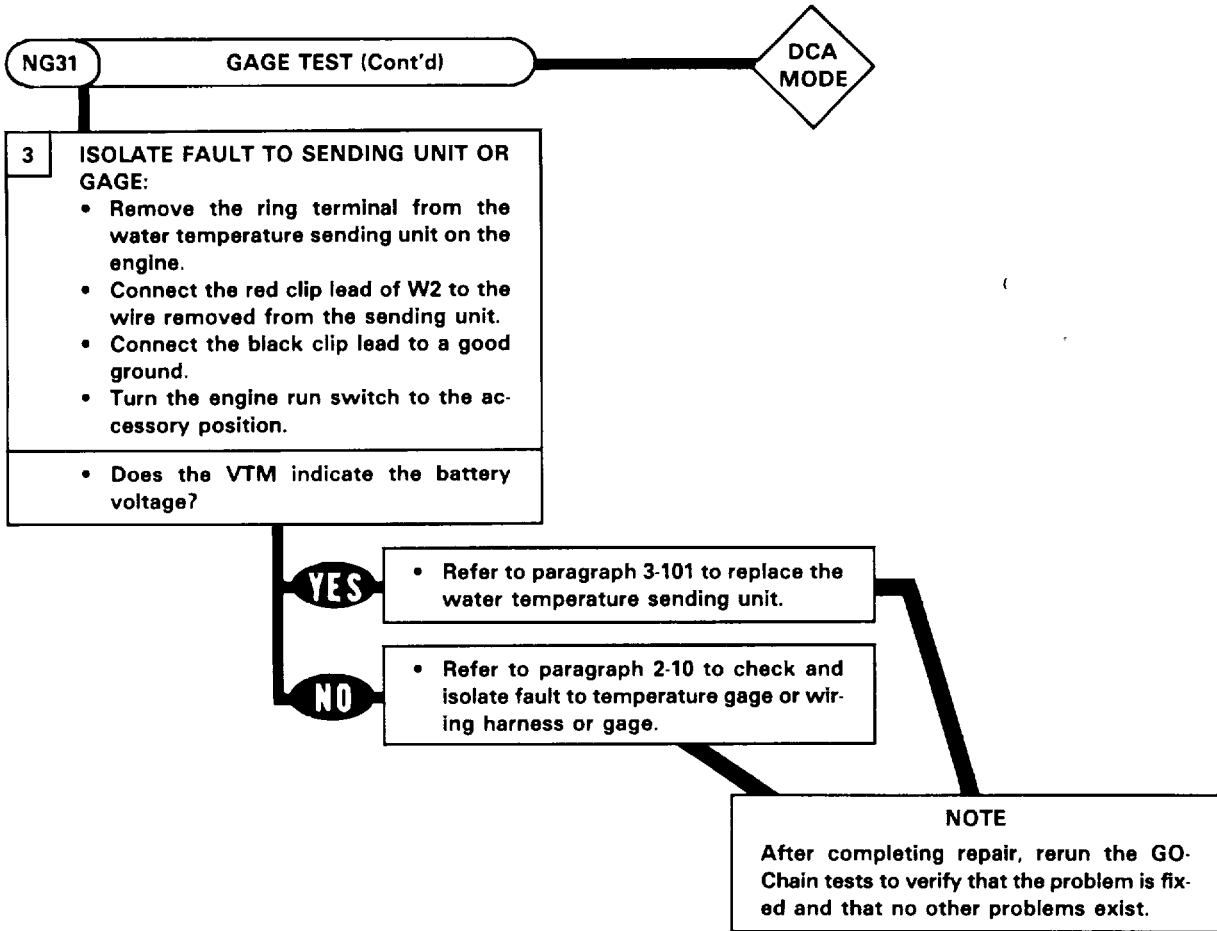 NG31
GAGE TEST (Cont'd)
DCA
MODE
3
ISOLATE FAULT TO SENDING UNIT OR
GAGE:
• Remove the ring terminal from the
water temperature sending unit on the
engine.
• Connect the red clip lead of W2 to the
wire removed from the sending unit.
• Connect the black clip lead to a good
ground.
• Turn the engine run switch to the ac-
cessory position.
• Does the VTM indicate the battery
voltage?
YES
• Refer to paragraph 3-101 to replace the
water temperature sending unit.
NO
• Refer to paragraph 2-10 to check and
isolate fault to temperature gage or wir-
ing harness or gage.
NOTE
After completing repair, rerun the GO-
Chain tests to verify that the problem is fix-
ed and that no other problems exist.